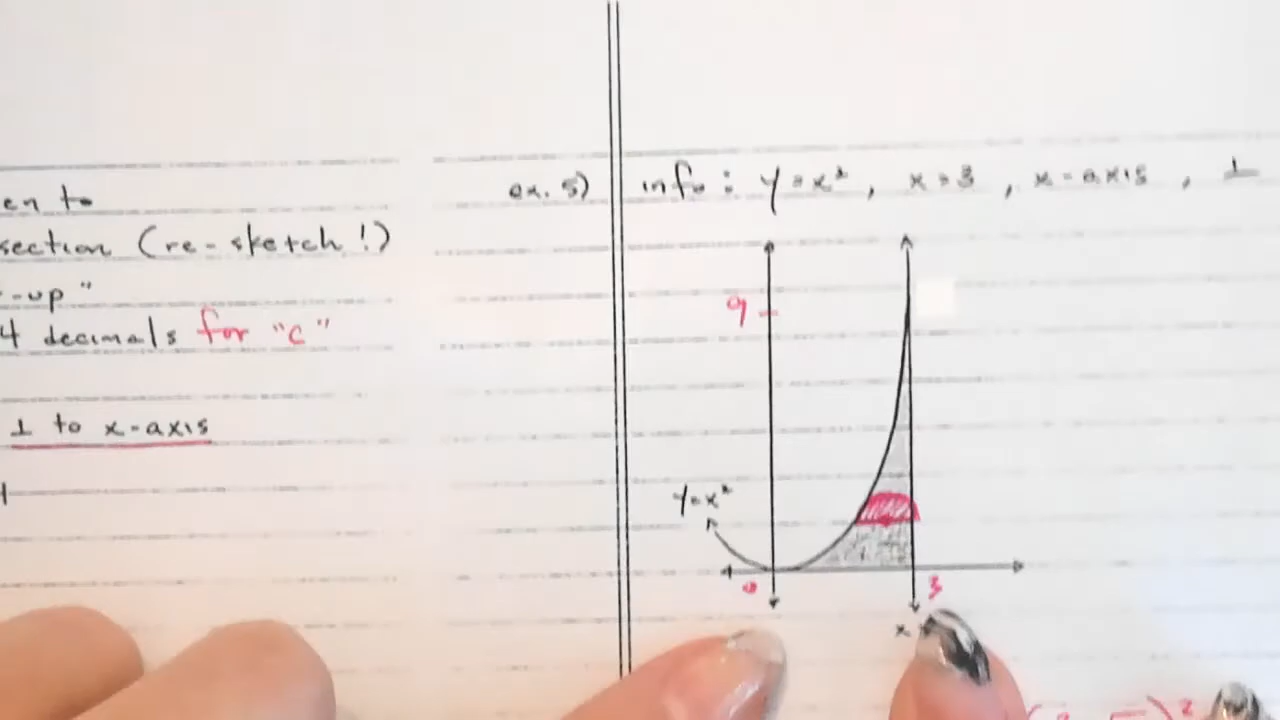 en to
section (re-sketch!)
-up"
4 decimals for "c"
⊥ to x-axis
ex. 5) info: y=x², x=3, x-axis, ⊥
9
y=x²
0
3
x
)²